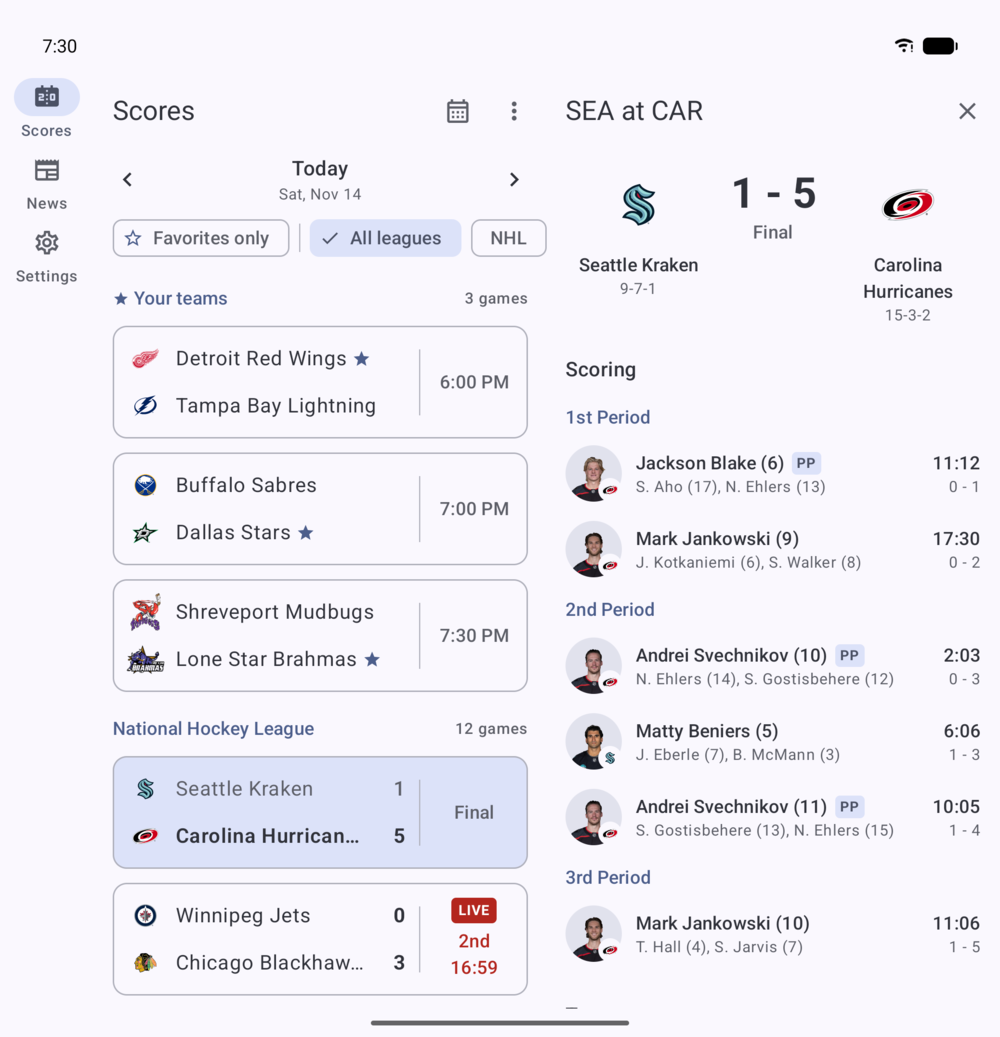 7:30
2:0
Scores
News
Settings
Scores
Today
Sat, Nov 14
Favorites only
All leagues
NHL
Your teams
3 games
Detroit Red Wings
Tampa Bay Lightning
6:00 PM
Buffalo Sabres
Dallas Stars
7:00 PM
Shreveport Mudbugs
Lone Star Brahmas
7:30 PM
National Hockey League
12 games
Seattle Kraken 1
Carolina Hurrican... 5
Final
Winnipeg Jets 0
Chicago Blackhaw... 3
LIVE
2nd
16:59
SEA at CAR
1 - 5
Final
Seattle Kraken
9-7-1
Carolina
Hurricanes
15-3-2
Scoring
1st Period
Jackson Blake (6) PP 11:12
S. Aho (17), N. Ehlers (13) 0 - 1
Mark Jankowski (9) 17:30
J. Kotkaniemi (6), S. Walker (8) 0 - 2
2nd Period
Andrei Svechnikov (10) PP 2:03
N. Ehlers (14), S. Gostisbehere (12) 0 - 3
Matty Beniers (5) 6:06
J. Eberle (7), B. McMann (3) 1 - 3
Andrei Svechnikov (11) PP 10:05
S. Gostisbehere (13), N. Ehlers (15) 1 - 4
3rd Period
Mark Jankowski (10) 11:06
T. Hall (4), S. Jarvis (7) 1 - 5